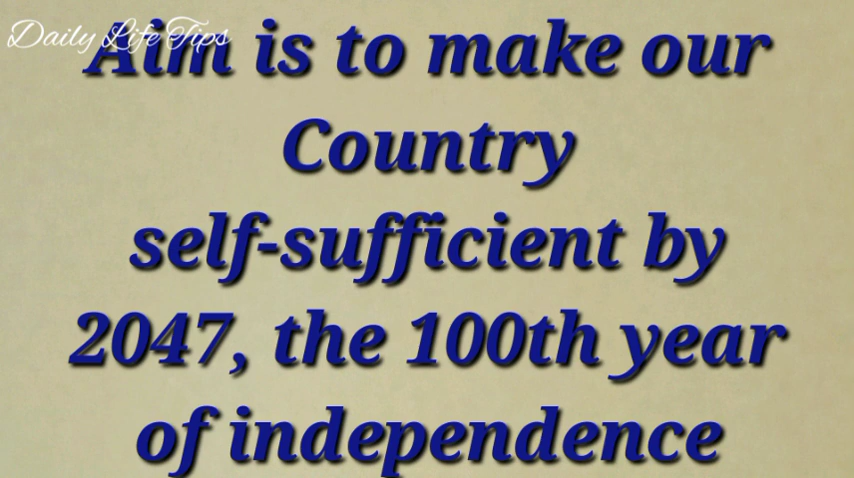 Daily Life Tips
Aim is to make our
Country
self-sufficient by
2047, the 100th year
of independence